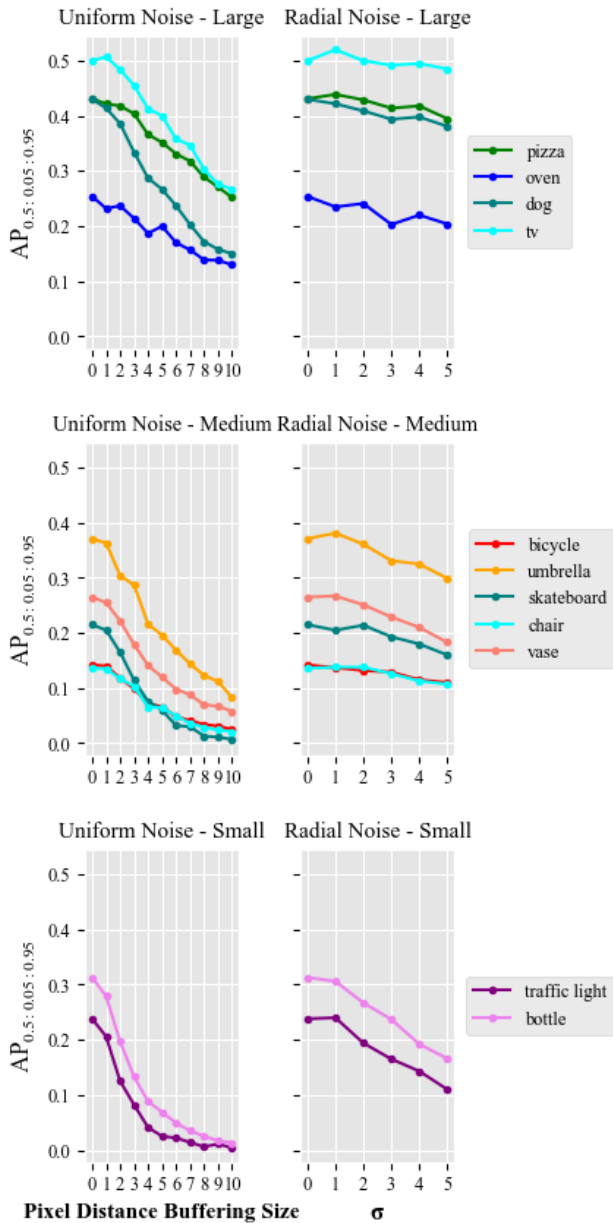 Uniform Noise - Large
Radial Noise - Large
AP0.5 : 0.05 : 0.95
0.5
0.4
0.3
0.2
0.1
0.0
0 1 2 3 4 5 6 7 8 9 10
0 1 2 3 4 5
pizza
oven
dog
tv
Uniform Noise - Medium
Radial Noise - Medium
AP0.5 : 0.05 : 0.95
0.5
0.4
0.3
0.2
0.1
0.0
0 1 2 3 4 5 6 7 8 9 10
0 1 2 3 4 5
bicycle
umbrella
skateboard
chair
vase
Uniform Noise - Small
Radial Noise - Small
AP0.5 : 0.05 : 0.95
0.5
0.4
0.3
0.2
0.1
0.0
0 1 2 3 4 5 6 7 8 9 10
0 1 2 3 4 5
traffic light
bottle
Pixel Distance Buffering Size
σ